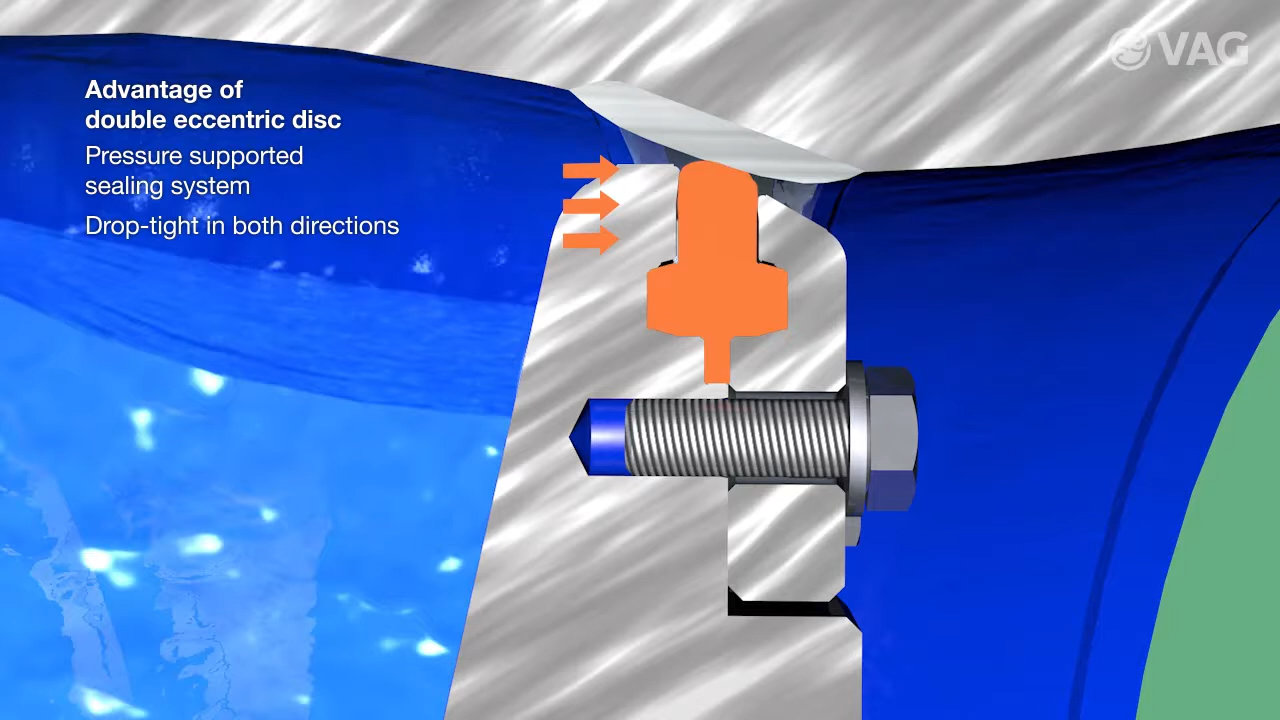 VAG
Advantage of
double eccentric disc
Pressure supported
sealing system
Drop-tight in both directions